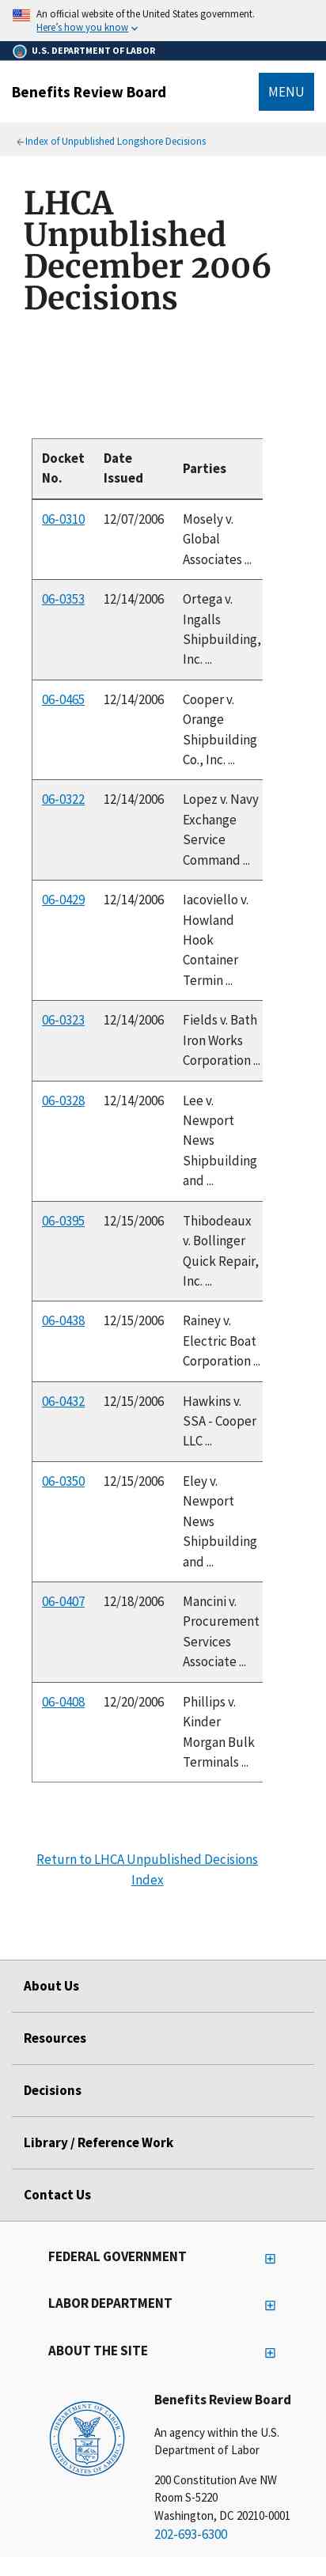 An official website of the United States government.
Here's how you know
U.S. DEPARTMENT OF LABOR
Benefits Review Board
MENU
Index of Unpublished Longshore Decisions
LHCA
Unpublished
December 2006
Decisions
Docket No.
Date Issued
Parties
06-0310 12/07/2006 Mosely v.
Global
Associates ...
06-0353 12/14/2006 Ortega v.
Ingalls
Shipbuilding,
Inc. ...
06-0465 12/14/2006 Cooper v.
Orange
Shipbuilding
Co., Inc. ...
06-0322 12/14/2006 Lopez v. Navy
Exchange
Service
Command ...
06-0429 12/14/2006 Iacoviello v.
Howland
Hook
Container
Termin ...
06-0323 12/14/2006 Fields v. Bath
Iron Works
Corporation ...
06-0328 12/14/2006 Lee v.
Newport
News
Shipbuilding
and ...
06-0395 12/15/2006 Thibodeaux
v. Bollinger
Quick Repair,
Inc. ...
06-0438 12/15/2006 Rainey v.
Electric Boat
Corporation ...
06-0432 12/15/2006 Hawkins v.
SSA - Cooper
LLC ...
06-0350 12/15/2006 Eley v.
Newport
News
Shipbuilding
and ...
06-0407 12/18/2006 Mancini v.
Procurement
Services
Associate ...
06-0408 12/20/2006 Phillips v.
Kinder
Morgan Bulk
Terminals ...
Return to LHCA Unpublished Decisions
Index
About Us
Resources
Decisions
Library / Reference Work
Contact Us
FEDERAL GOVERNMENT
LABOR DEPARTMENT
ABOUT THE SITE
DEPARTMENT OF LABOR
UNITED STATES OF AMERICA
Benefits Review Board
An agency within the U.S.
Department of Labor
200 Constitution Ave NW
Room S-5220
Washington, DC 20210-0001
202-693-6300